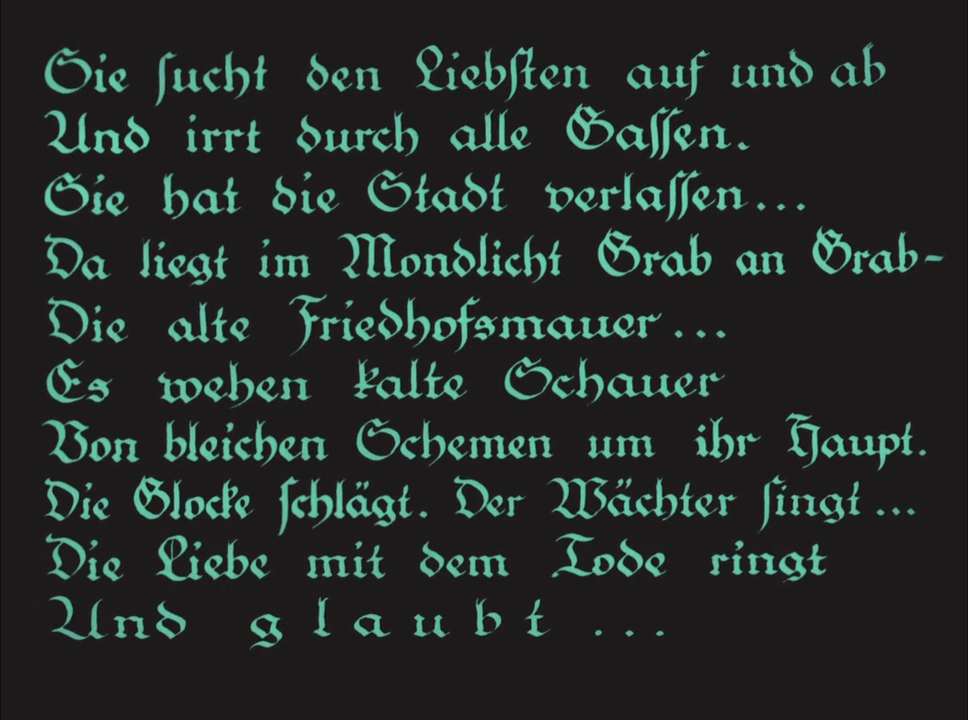 Sie ſucht den Liebſten auf und ab
Und irrt durch alle Gaſſen.
Sie hat die Stadt verlaſſen...
Da liegt im Mondlicht Grab an Grab-
Die alte Friedhofsmauer...
Es wehen kalte Schauer
Von bleichen Schemen um ihr Haupt.
Die Glocke ſchlägt. Der Wächter ſingt...
Die Liebe mit dem Tode ringt
Und glaubt...